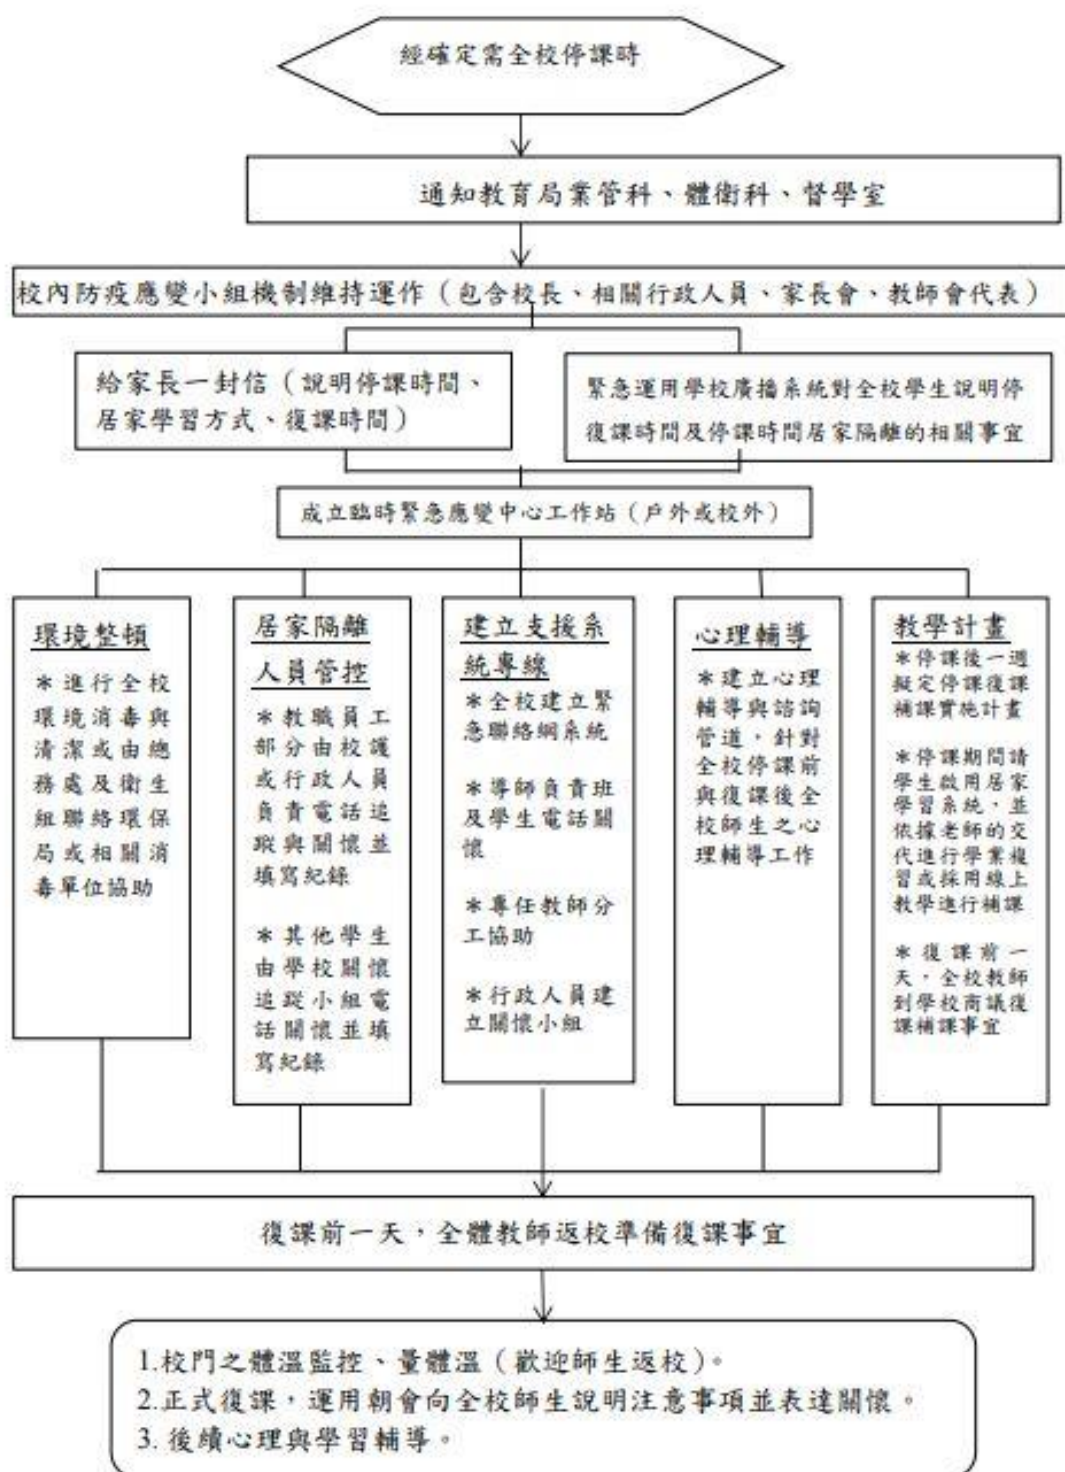 經確定需全校停課時
通知教育局業管科、體衛科、督學室
校內防疫應變小組機制維持運作（包含校長、相關行政人員、家長會、教師會代表）
給家長一封信（說明停課時間、
居家學習方式、復課時間）
緊急運用學校廣播系統對全校學生說明停
復課時間及停課時間居家隔離的相關事宜
成立臨時緊急應變中心工作站（戶外或校外）
環境整頓
＊進行全校
環境消毒與
清潔或由總
務處及衛生
組聯絡環保
局或相關消
毒單位協助
居家隔離
人員管控
＊教職員工
部分由校護
或行政人員
負責電話追
蹤與關懷並
填寫紀錄
＊其他學生
由學校關懷
追蹤小組電
話關懷並填
寫紀錄
建立支援系
統專線
＊全校建立緊
急聯絡網系統
＊導師負責班
及學生電話關
懷
＊專任教師分
工協助
＊行政人員建
立關懷小組
心理輔導
＊建立心理
輔導與諮詢
管道，針對
全校停課前
與復課後全
校師生之心
理輔導工作
教學計畫
＊停課後一週
擬定停課復課
補課實施計畫
＊停課期間請
學生啟用居家
學習系統，並
依據老師的交
代進行學業複
習或採用線上
教學進行補課
＊復課前一
天，全校教師
到學校商議復
課補課事宜
復課前一天，全體教師返校準備復課事宜
1.校門之體溫監控、量體溫（歡迎師生返校）。
2.正式復課，運用朝會向全校師生說明注意事項並表達關懷。
3. 後續心理與學習輔導。